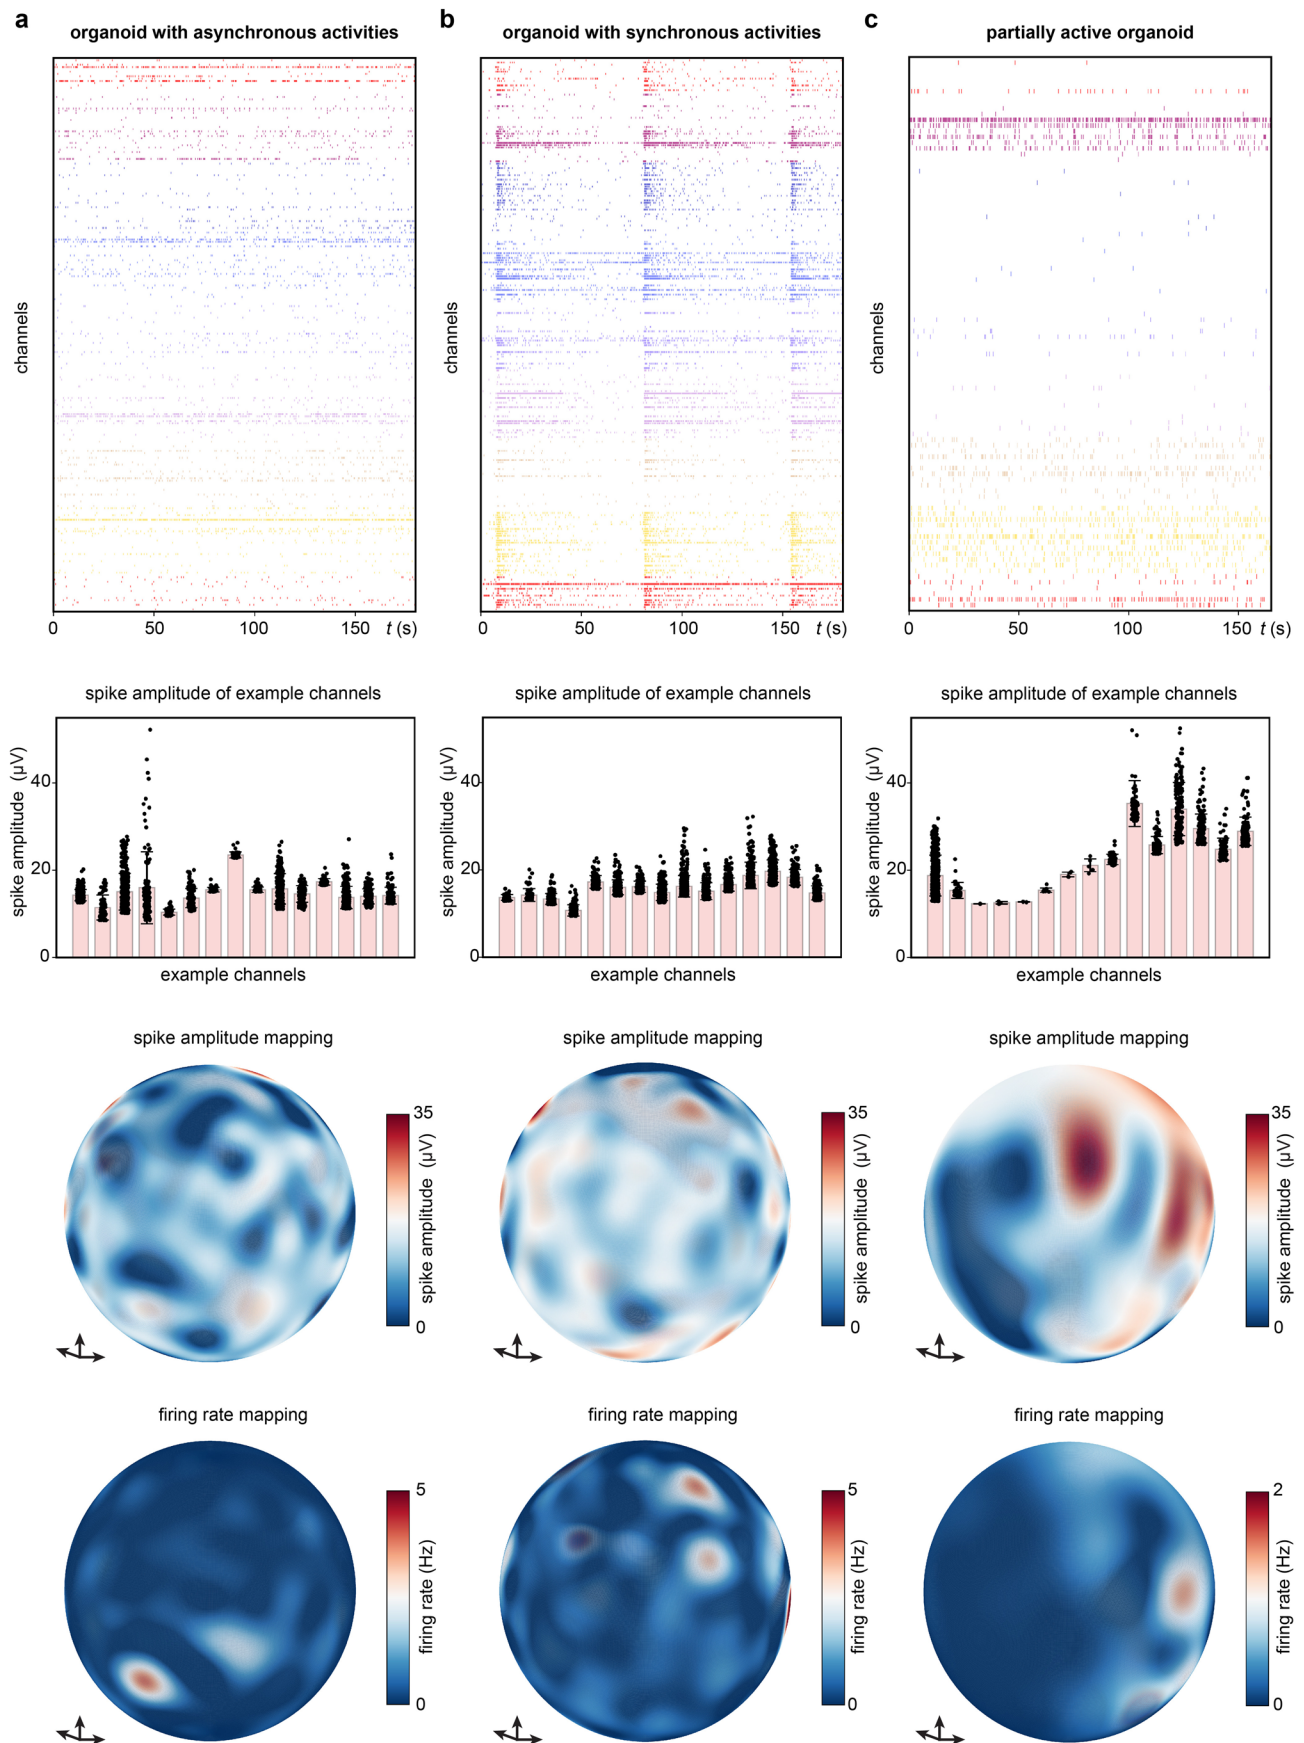 a
b
c
organoid with asynchronous activities
organoid with synchronous activities
partially active organoid
channels
channels
channels
0 50 100 150 t (s)
0 50 100 150 t (s)
0 50 100 150 t (s)
spike amplitude of example channels
spike amplitude of example channels
spike amplitude of example channels
spike amplitude (µV)
40
20
0
spike amplitude (µV)
40
20
0
spike amplitude (µV)
40
20
0
example channels
example channels
example channels
spike amplitude mapping
spike amplitude mapping
spike amplitude mapping
35
spike amplitude (µV)
0
35
spike amplitude (µV)
0
35
spike amplitude (µV)
0
firing rate mapping
firing rate mapping
firing rate mapping
5
firing rate (Hz)
0
5
firing rate (Hz)
0
2
firing rate (Hz)
0